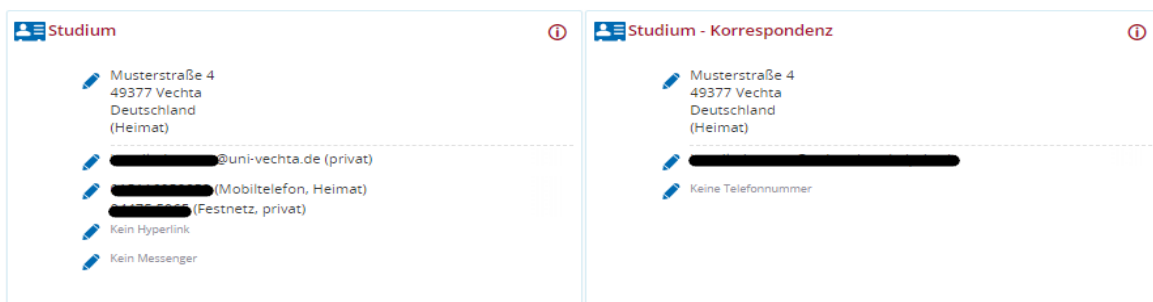 Studium
Musterstraße 4
49377 Vechta
Deutschland
(Heimat)
@uni-vechta.de (privat)
(Mobiltelefon, Heimat)
(Festnetz, privat)
Kein Hyperlink
Kein Messenger
Studium - Korrespondenz
Musterstraße 4
49377 Vechta
Deutschland
(Heimat)
Keine Telefonnummer